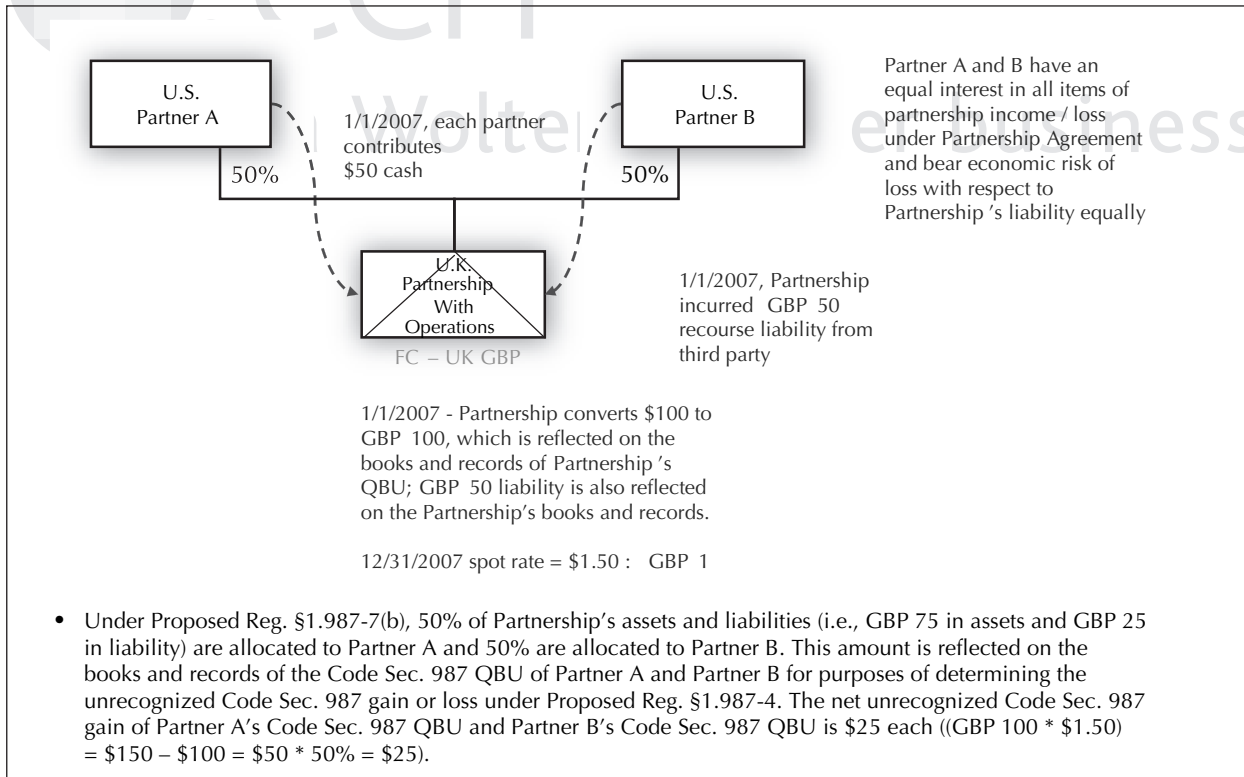 CCH
U.S.
Partner A
U.S.
Partner B
Partner A and B have an
equal interest in all items of
partnership income / loss
under Partnership Agreement
and bear economic risk of
loss with respect to
Partnership 's liability equally
1/1/2007, each partner
contributes
$50 cash
a Wolte er business
50%
50%
U.K.
Partnership
With
Operations
FC – UK GBP
1/1/2007, Partnership
incurred GBP 50
recourse liability from
third party
1/1/2007 - Partnership converts $100 to
GBP 100, which is reflected on the
books and records of Partnership 's
QBU; GBP 50 liability is also reflected
on the Partnership's books and records.
12/31/2007 spot rate = $1.50 : GBP 1
• Under Proposed Reg. §1.987-7(b), 50% of Partnership's assets and liabilities (i.e., GBP 75 in assets and GBP 25
in liability) are allocated to Partner A and 50% are allocated to Partner B. This amount is reflected on the
books and records of the Code Sec. 987 QBU of Partner A and Partner B for purposes of determining the
unrecognized Code Sec. 987 gain or loss under Proposed Reg. §1.987-4. The net unrecognized Code Sec. 987
gain of Partner A's Code Sec. 987 QBU and Partner B's Code Sec. 987 QBU is $25 each ((GBP 100 * $1.50)
= $150 – $100 = $50 * 50% = $25).